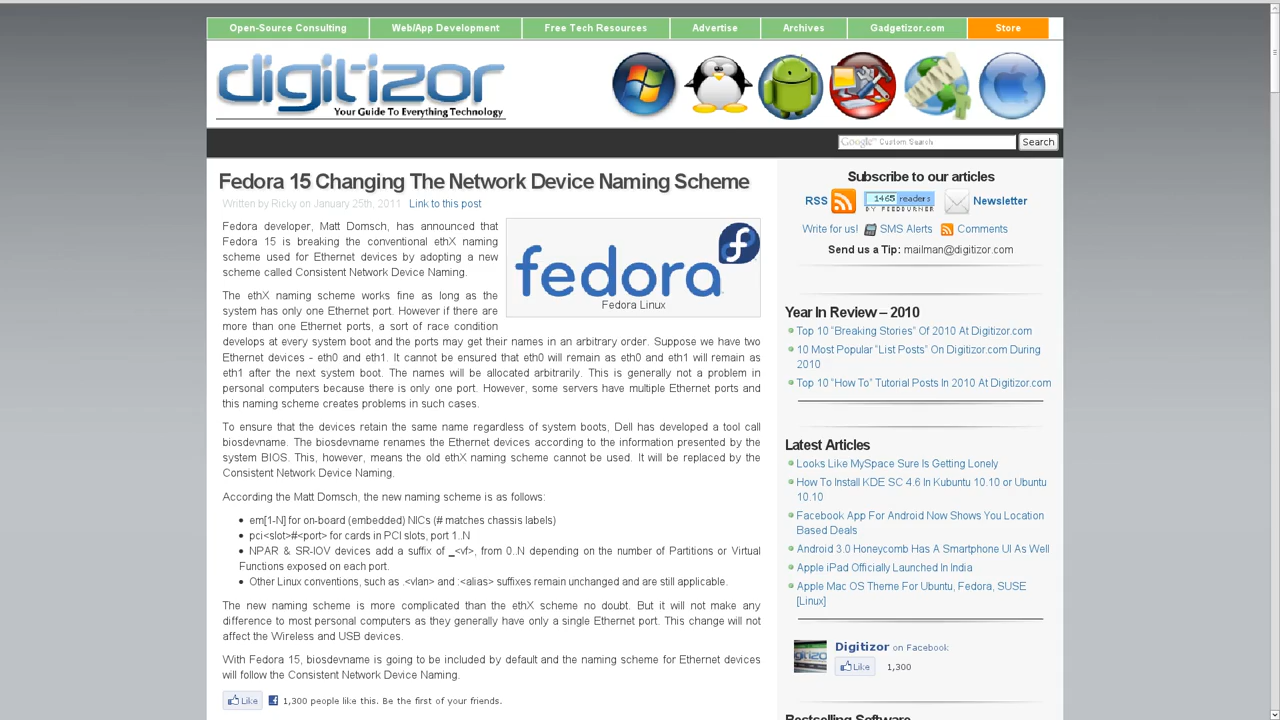 Open-Source Consulting Web/App Development Free Tech Resources Advertise Archives Gadgetizor.com Store
digitizor
Your Guide To Everything Technology
Google™ Custom Search Search
Fedora 15 Changing The Network Device Naming Scheme
Written by Ricky on January 25th, 2011 Link to this post
Fedora developer, Matt Domsch, has announced that
Fedora 15 is breaking the conventional ethX naming
scheme used for Ethernet devices by adopting a new
scheme called Consistent Network Device Naming.
fedora
Fedora Linux
The ethX naming scheme works fine as long as the
system has only one Ethernet port. However if there are
more than one Ethernet ports, a sort of race condition
develops at every system boot and the ports may get their names in an arbitrary order. Suppose we have two
Ethernet devices - eth0 and eth1. It cannot be ensured that eth0 will remain as eth0 and eth1 will remain as
eth1 after the next system boot. The names will be allocated arbitrarily. This is generally not a problem in
personal computers because there is only one port. However, some servers have multiple Ethernet ports and
this naming scheme creates problems in such cases.
To ensure that the devices retain the same name regardless of system boots, Dell has developed a tool call
biosdevname. The biosdevname renames the Ethernet devices according to the information presented by the
system BIOS. This, however, means the old ethX naming scheme cannot be used. It will be replaced by the
Consistent Network Device Naming.
According the Matt Domsch, the new naming scheme is as follows:
• em[1-N] for on-board (embedded) NICs (# matches chassis labels)
• pci<slot>#<port> for cards in PCI slots, port 1..N
• NPAR & SR-IOV devices add a suffix of _<vf>, from 0..N depending on the number of Partitions or Virtual
Functions exposed on each port.
• Other Linux conventions, such as .<vlan> and :<alias> suffixes remain unchanged and are still applicable.
The new naming scheme is more complicated than the ethX scheme no doubt. But it will not make any
difference to most personal computers as they generally have only a single Ethernet port. This change will not
affect the Wireless and USB devices.
With Fedora 15, biosdevname is going to be included by default and the naming scheme for Ethernet devices
will follow the Consistent Network Device Naming.
Like 1,300 people like this. Be the first of your friends.
Subscribe to our articles
RSS 1465 readers BY FEEDBURNER Newsletter
Write for us! SMS Alerts Comments
Send us a Tip: mailman@digitizor.com
Year In Review – 2010
Top 10 “Breaking Stories” Of 2010 At Digitizor.com
10 Most Popular “List Posts” On Digitizor.com During
2010
Top 10 “How To” Tutorial Posts In 2010 At Digitizor.com
Latest Articles
Looks Like MySpace Sure Is Getting Lonely
How To Install KDE SC 4.6 In Kubuntu 10.10 or Ubuntu
10.10
Facebook App For Android Now Shows You Location
Based Deals
Android 3.0 Honeycomb Has A Smartphone UI As Well
Apple iPad Officially Launched In India
Apple Mac OS Theme For Ubuntu, Fedora, SUSE
[Linux]
Digitizor on Facebook
Like 1,300
Bestselling Software